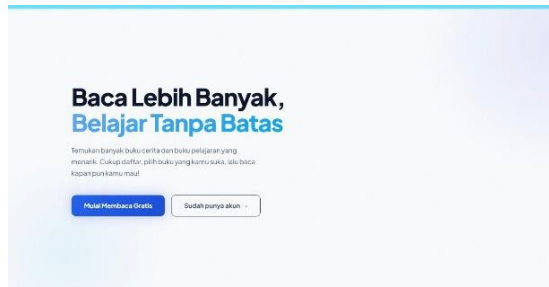 Baca Lebih Banyak,
Belajar Tanpa Batas
Temukan banyak buku cerita dan buku pelajaran yang
menarik. Cukup daftar, pilih buku yang kamu suka, lalu baca
kapan pun kamu mau!
Mulai Membaca Gratis
Sudah punya akun